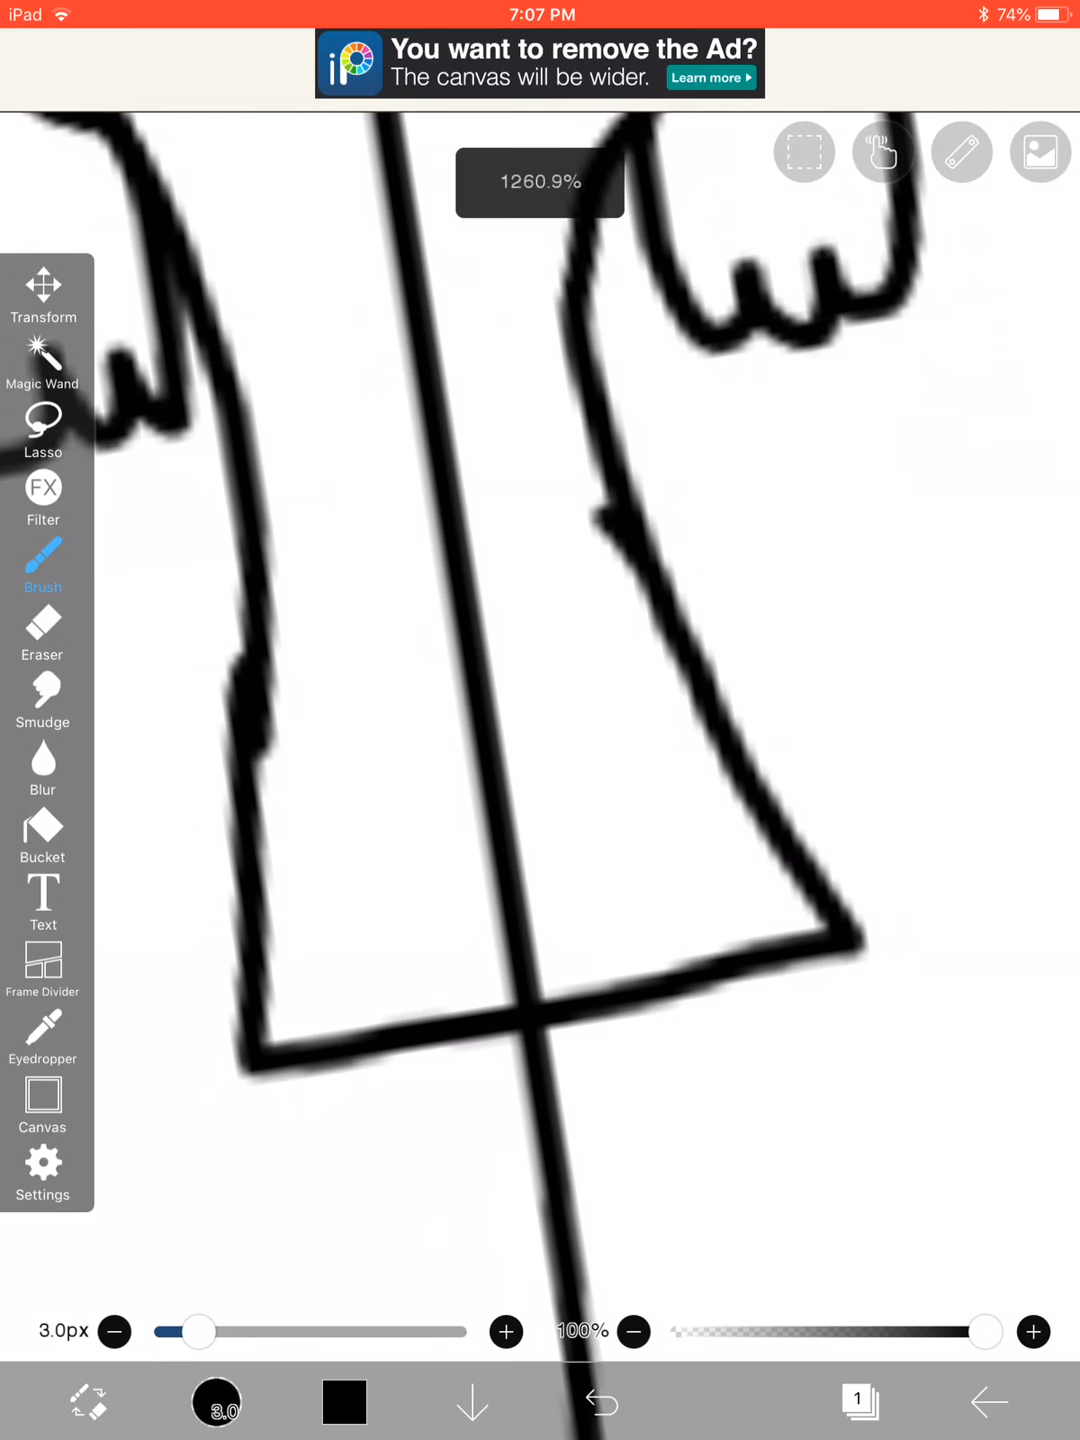 iPad
7:07 PM
74%
iP
You want to remove the Ad?
The canvas will be wider.
Learn more
1260.9%
Transform
Magic Wand
Lasso
FX
Filter
Brush
Eraser
Smudge
Blur
Bucket
T
Text
Frame Divider
Eyedropper
Canvas
Settings
3.0px
100%
3.0
1